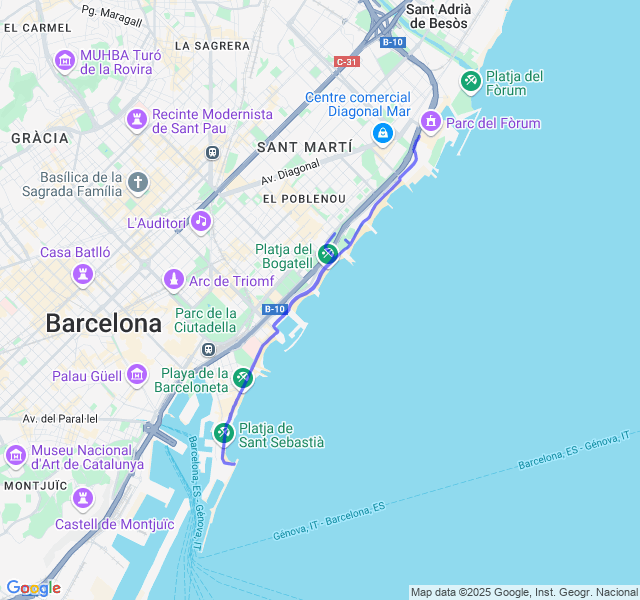 Pg. Maragall
Sant Adrià
de Besòs
EL CARMEL
B-10
LA SAGRERA
MUHBA Turó
de la Rovira
C-31
Platja del
Fòrum
Centre comercial
Diagonal Mar
Recinte Modernista
de Sant Pau
Parc del Fòrum
GRÀCIA
SANT MARTÍ
Av. Diagonal
Basílica de la
Sagrada Família
EL POBLENOU
L'Auditori
Casa Batlló
Platja del
Bogatell
Arc de Triomf
B-10
Parc de la
Ciutadella
Barcelona
Palau Güell
Playa de la
Barceloneta
Av. del Paral·lel
Platja de
Sant Sebastià
Museu Nacional
d'Art de Catalunya
Barcelona, ES - Gènova, IT
Barcelona, ES - Génova, IT
MONTJUÏC
Castell de Montjuïc
Génova, IT - Barcelona, ES
Google
Map data ©2025 Google, Inst. Geogr. Nacional